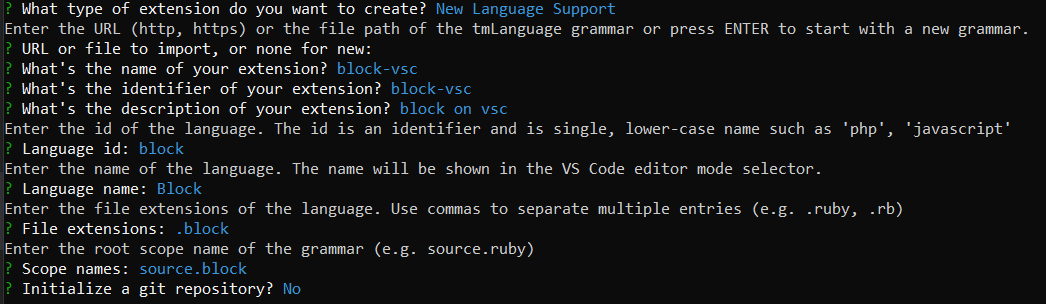 ? What type of extension do you want to create? New Language Support
Enter the URL (http, https) or the file path of the tmLanguage grammar or press ENTER to start with a new grammar.
? URL or file to import, or none for new:
? What's the name of your extension? block-vsc
? What's the identifier of your extension? block-vsc
? What's the description of your extension? block on vsc
Enter the id of the language. The id is an identifier and is single, lower-case name such as 'php', 'javascript'
? Language id: block
Enter the name of the language. The name will be shown in the VS Code editor mode selector.
? Language name: Block
Enter the file extensions of the language. Use commas to separate multiple entries (e.g. .ruby, .rb)
? File extensions: .block
Enter the root scope name of the grammar (e.g. source.ruby)
? Scope names: source.block
? Initialize a git repository? No